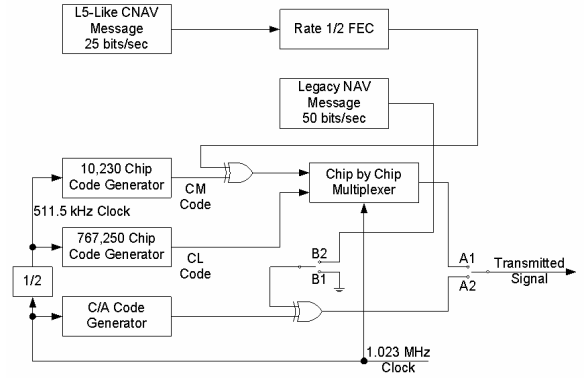 L5-Like CNAV
Message
25 bits/sec
Rate 1/2 FEC
Legacy NAV
Message
50 bits/sec
10,230 Chip
Code Generator
CM
Code
Chip by Chip
Multiplexer
511.5 kHz Clock
767,250 Chip
Code Generator
CL
Code
B2
B1
A1
A2
Transmitted
Signal
1/2
C/A Code
Generator
1.023 MHz
Clock